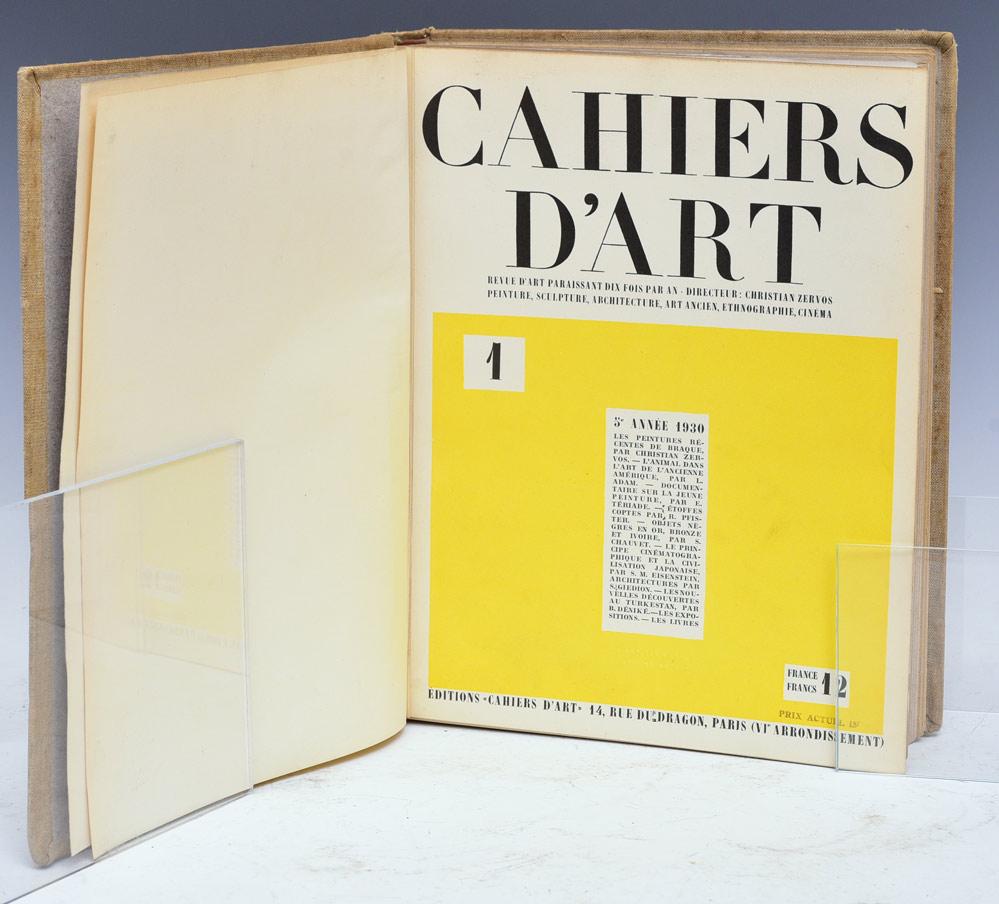 CAHIERS
D'ART
REVUE D'ART PARAISSANT DIX FOIS PAR AN - DIRECTEUR: CHRISTIAN ZERVOS
PEINTURE, SCULPTURE, ARCHITECTURE, ART ANCIEN, ETHNOGRAPHIE, CINEMA
1
5e ANNÉE 1930
LES PEINTURES RÉ-
CENTES DE BRAQUE,
PAR CHRISTIAN ZER-
VOS. — L'ANIMAL DANS
L'ART DE L'ANCIENNE
AMÉRIQUE, PAR L.
ADAM. — DOCUMEN-
TAIRE SUR LA JEUNE
PEINTURE, PAR E.
TÉRIADE. — ÉTOFFES
COPTES PAR R. PFIS-
TER. — OBJETS NÈ-
GRES EN OR, BRONZE
ET IVOIRE, PAR S.
CHAUVET. — LE PRIN-
CIPE CINÉMATOGRA-
PHIQUE ET LA CIVI-
LISATION JAPONAISE,
PAR S. M. EISENSTEIN,
ARCHITECTURES PAR
S. GIEDION. — LES NOU-
VELLES DÉCOUVERTES
AU TURKESTAN, PAR
B. DÉNIKÉ. — LES EXPO-
SITIONS. — LES LIVRES
FRANCE
FRANCS 12
PRIX ACTUEL
EDITIONS «CAHIERS D'ART» 14, RUE DU DRAGON, PARIS (VIe ARRONDISSEMENT)